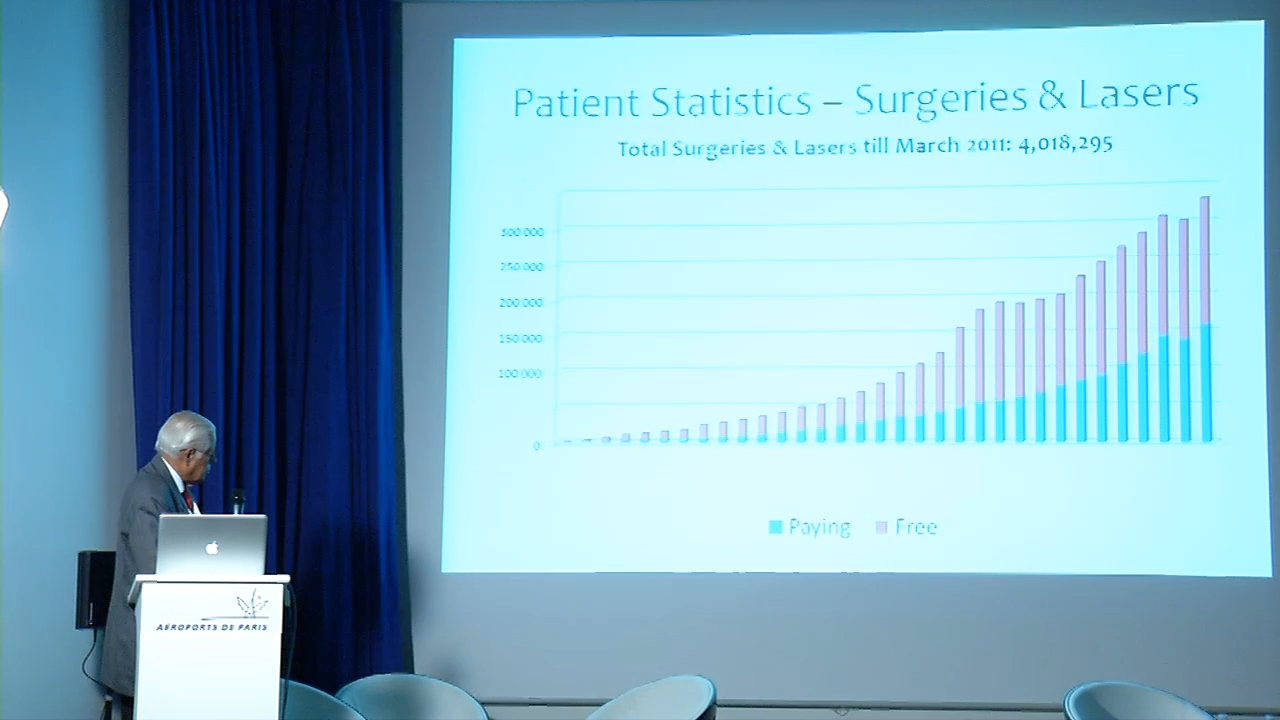 Patient Statistics – Surgeries & Lasers
Total Surgeries & Lasers till March 2011: 4,018,295
300 000
250 000
200 000
150 000
100 000
0
Paying
Free
AÉROPORTS DE PARIS